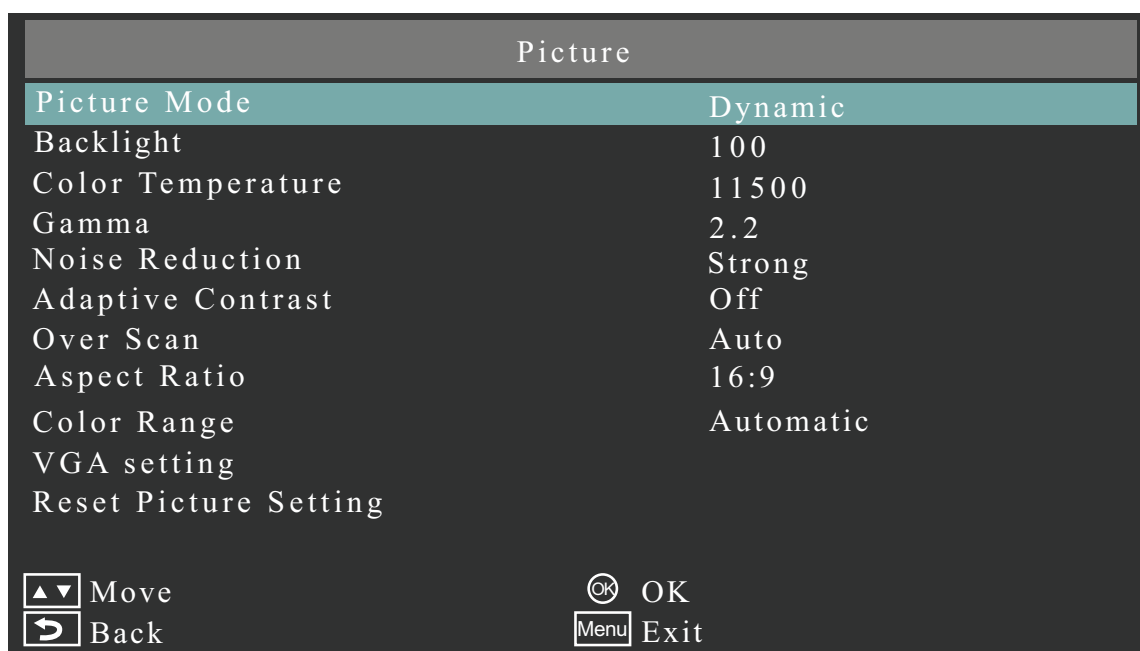 Picture
Picture Mode Dynamic
Backlight 100
Color Temperature 11500
Gamma 2.2
Noise Reduction Strong
Adaptive Contrast Off
Over Scan Auto
Aspect Ratio 16:9
Color Range Automatic
VGA setting
Reset Picture Setting
▲▼ Move OK OK
Back Menu Exit